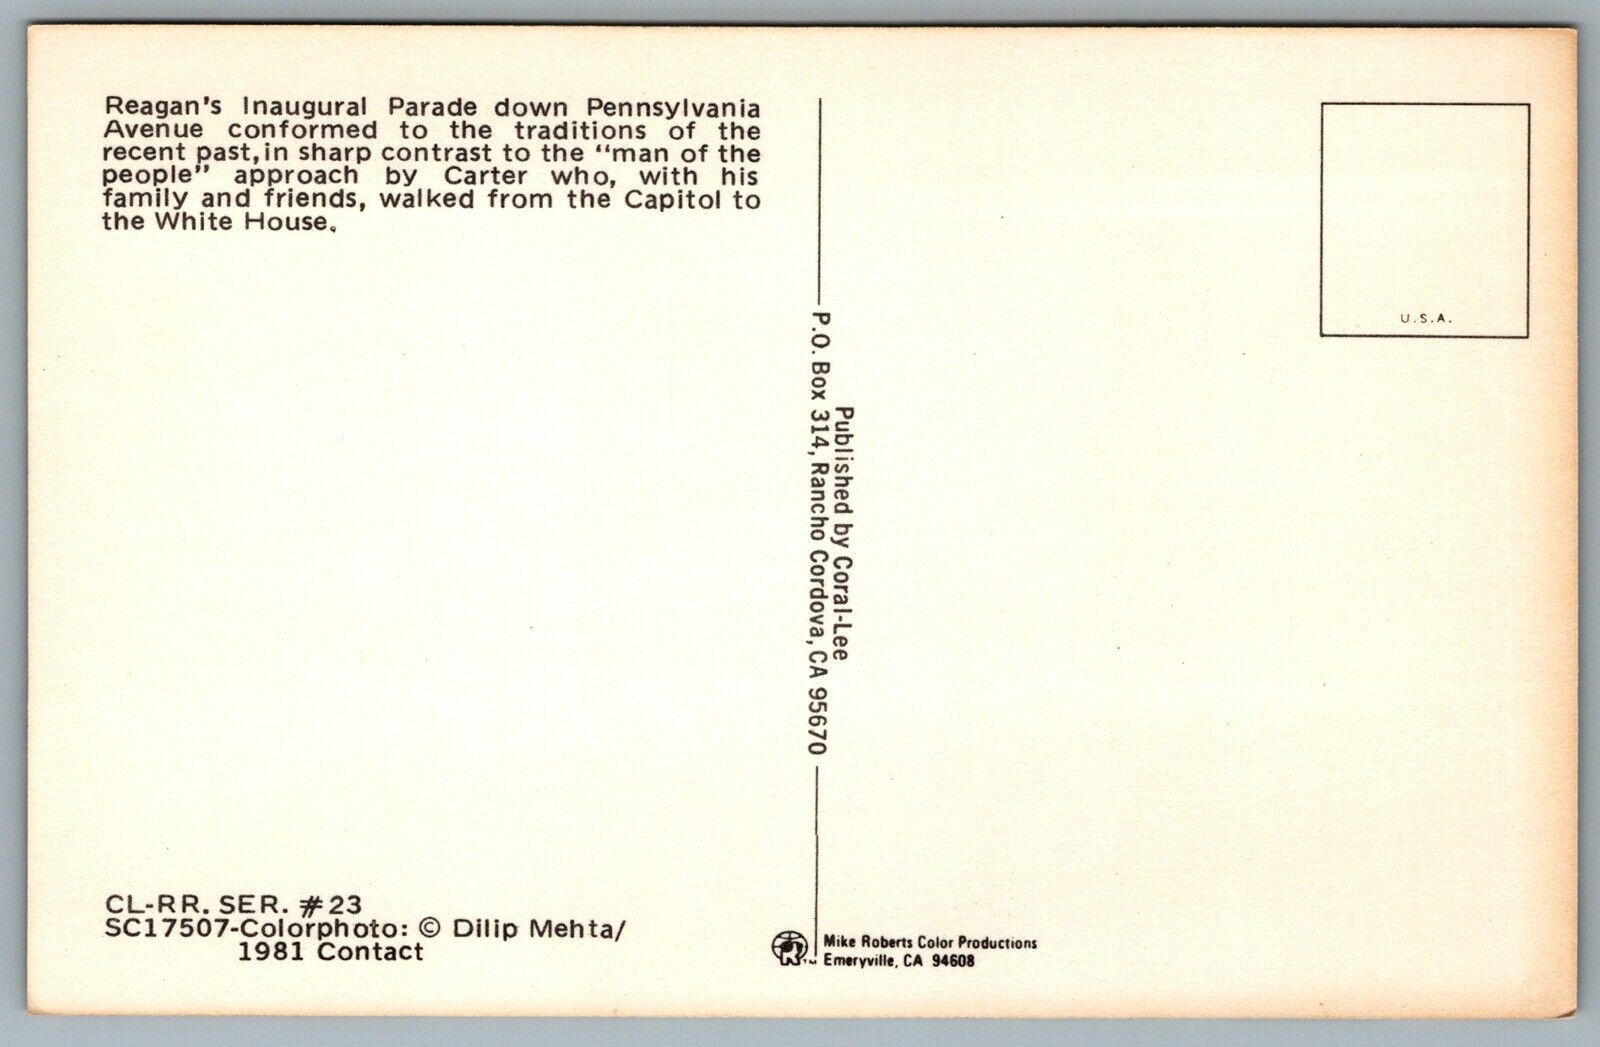 Reagan's Inaugural Parade down Pennsylvania
Avenue conformed to the traditions of the
recent past, in sharp contrast to the "man of the
people" approach by Carter who, with his
family and friends, walked from the Capitol to
the White House.
U.S.A.
Published by Coral-Lee
P.O. Box 314, Rancho Cordova, CA 95670
CL-RR. SER. #23
SC17507-Colorphoto: © Dilip Mehta/
1981 Contact
R TM
Mike Roberts Color Productions
Emeryville, CA 94608